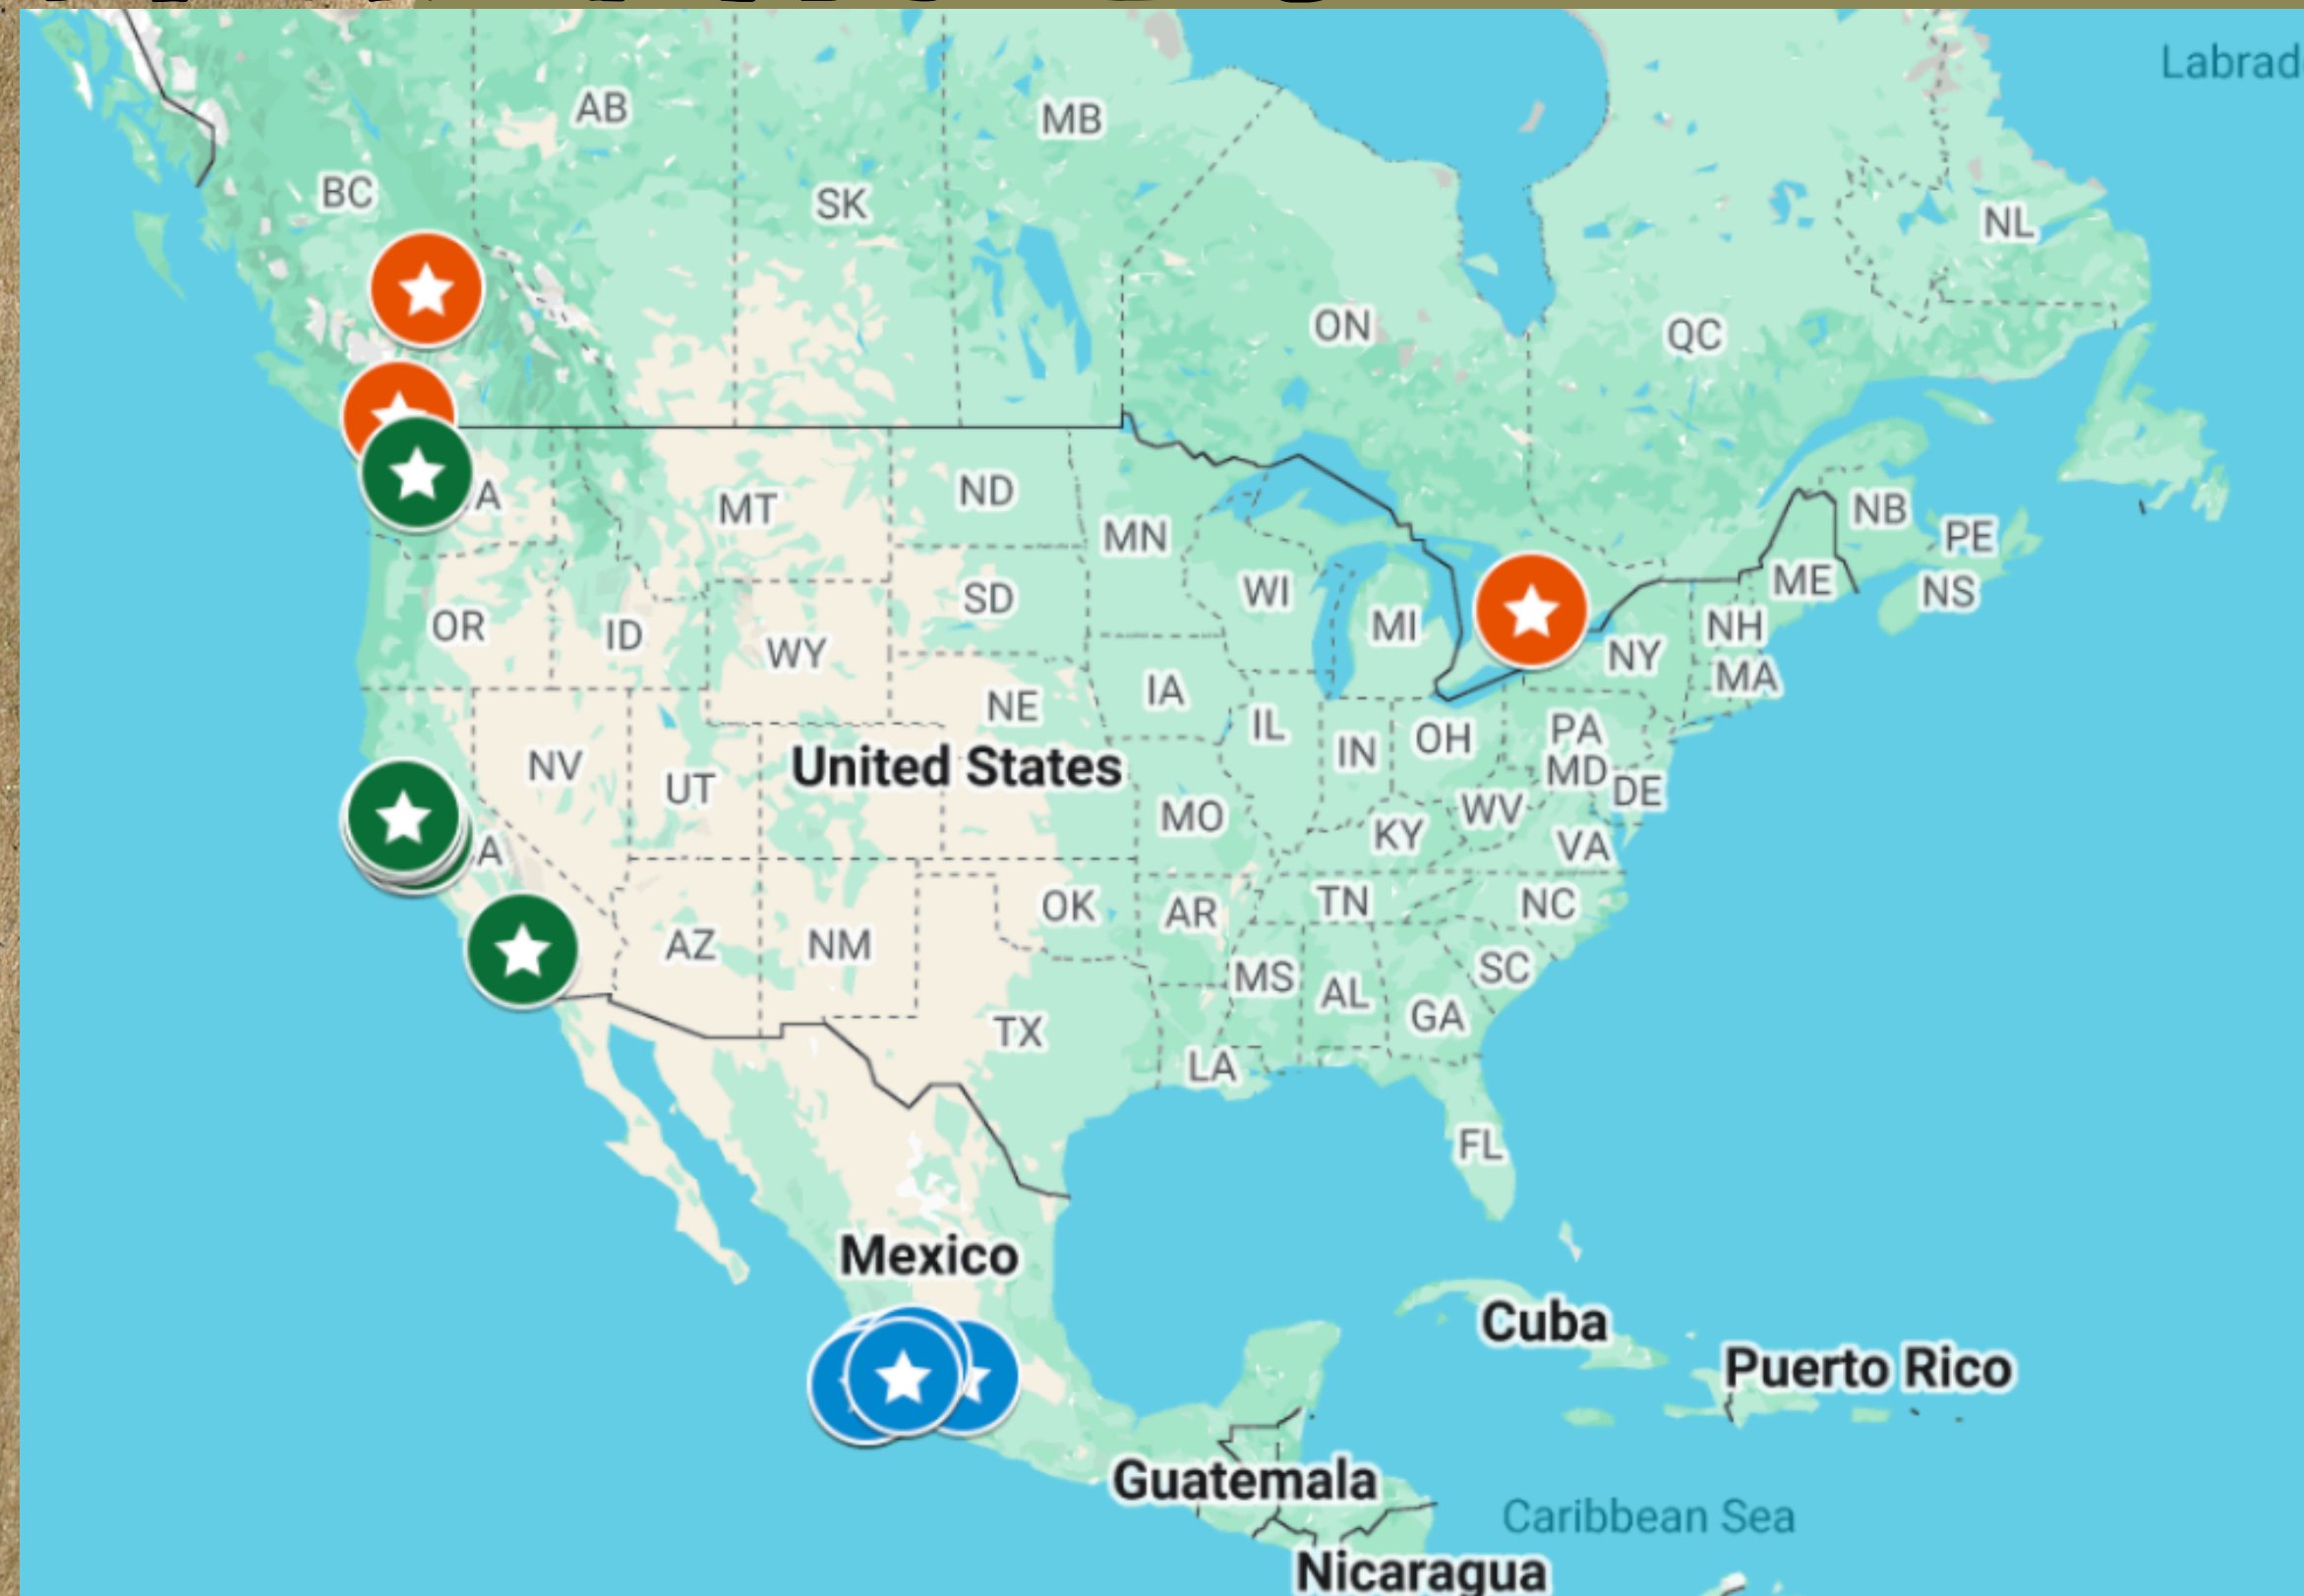 Labrad
AB
MB
BC
SK
NL
ON
QC
A
MT
ND
MN
NB
PE
OR
ID
WY
SD
WI
MI
NY
NH
ME
NS
MA
NE
IA
IL
IN
OH
PA
NV
UT
United States
MD
DE
MO
KY
WV
VA
A
AZ
NM
OK
AR
TN
NC
MS
AL
SC
GA
TX
LA
FL
Mexico
Cuba
Puerto Rico
Guatemala
Caribbean Sea
Nicaragua